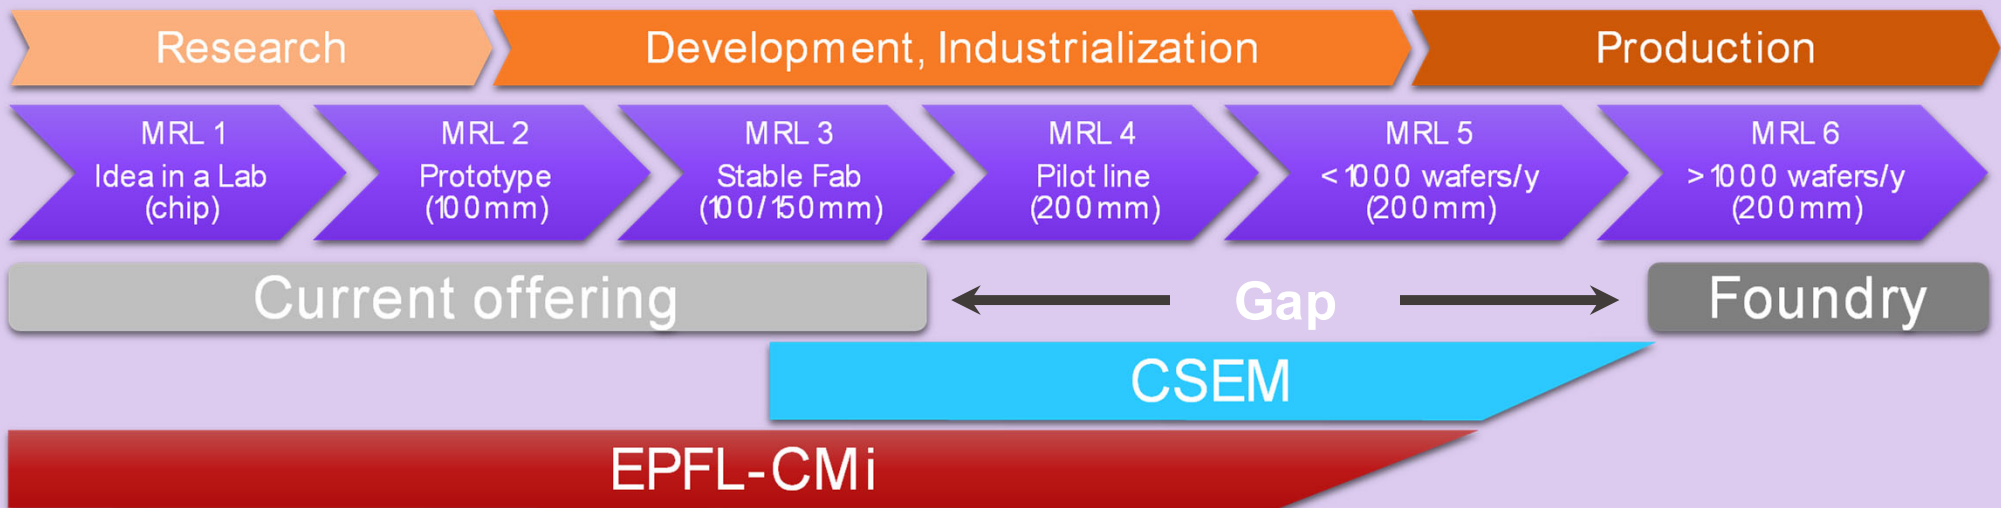 Research
Development, Industrialization
Production
MRL 1
Idea in a Lab
(chip)
MRL 2
Prototype
(100mm)
MRL 3
Stable Fab
(100/150mm)
MRL 4
Pilot line
(200mm)
MRL 5
<1000 wafers/y
(200mm)
MRL 6
>1000 wafers/y
(200mm)
Current offering
Gap
Foundry
CSEM
EPFL-CMi